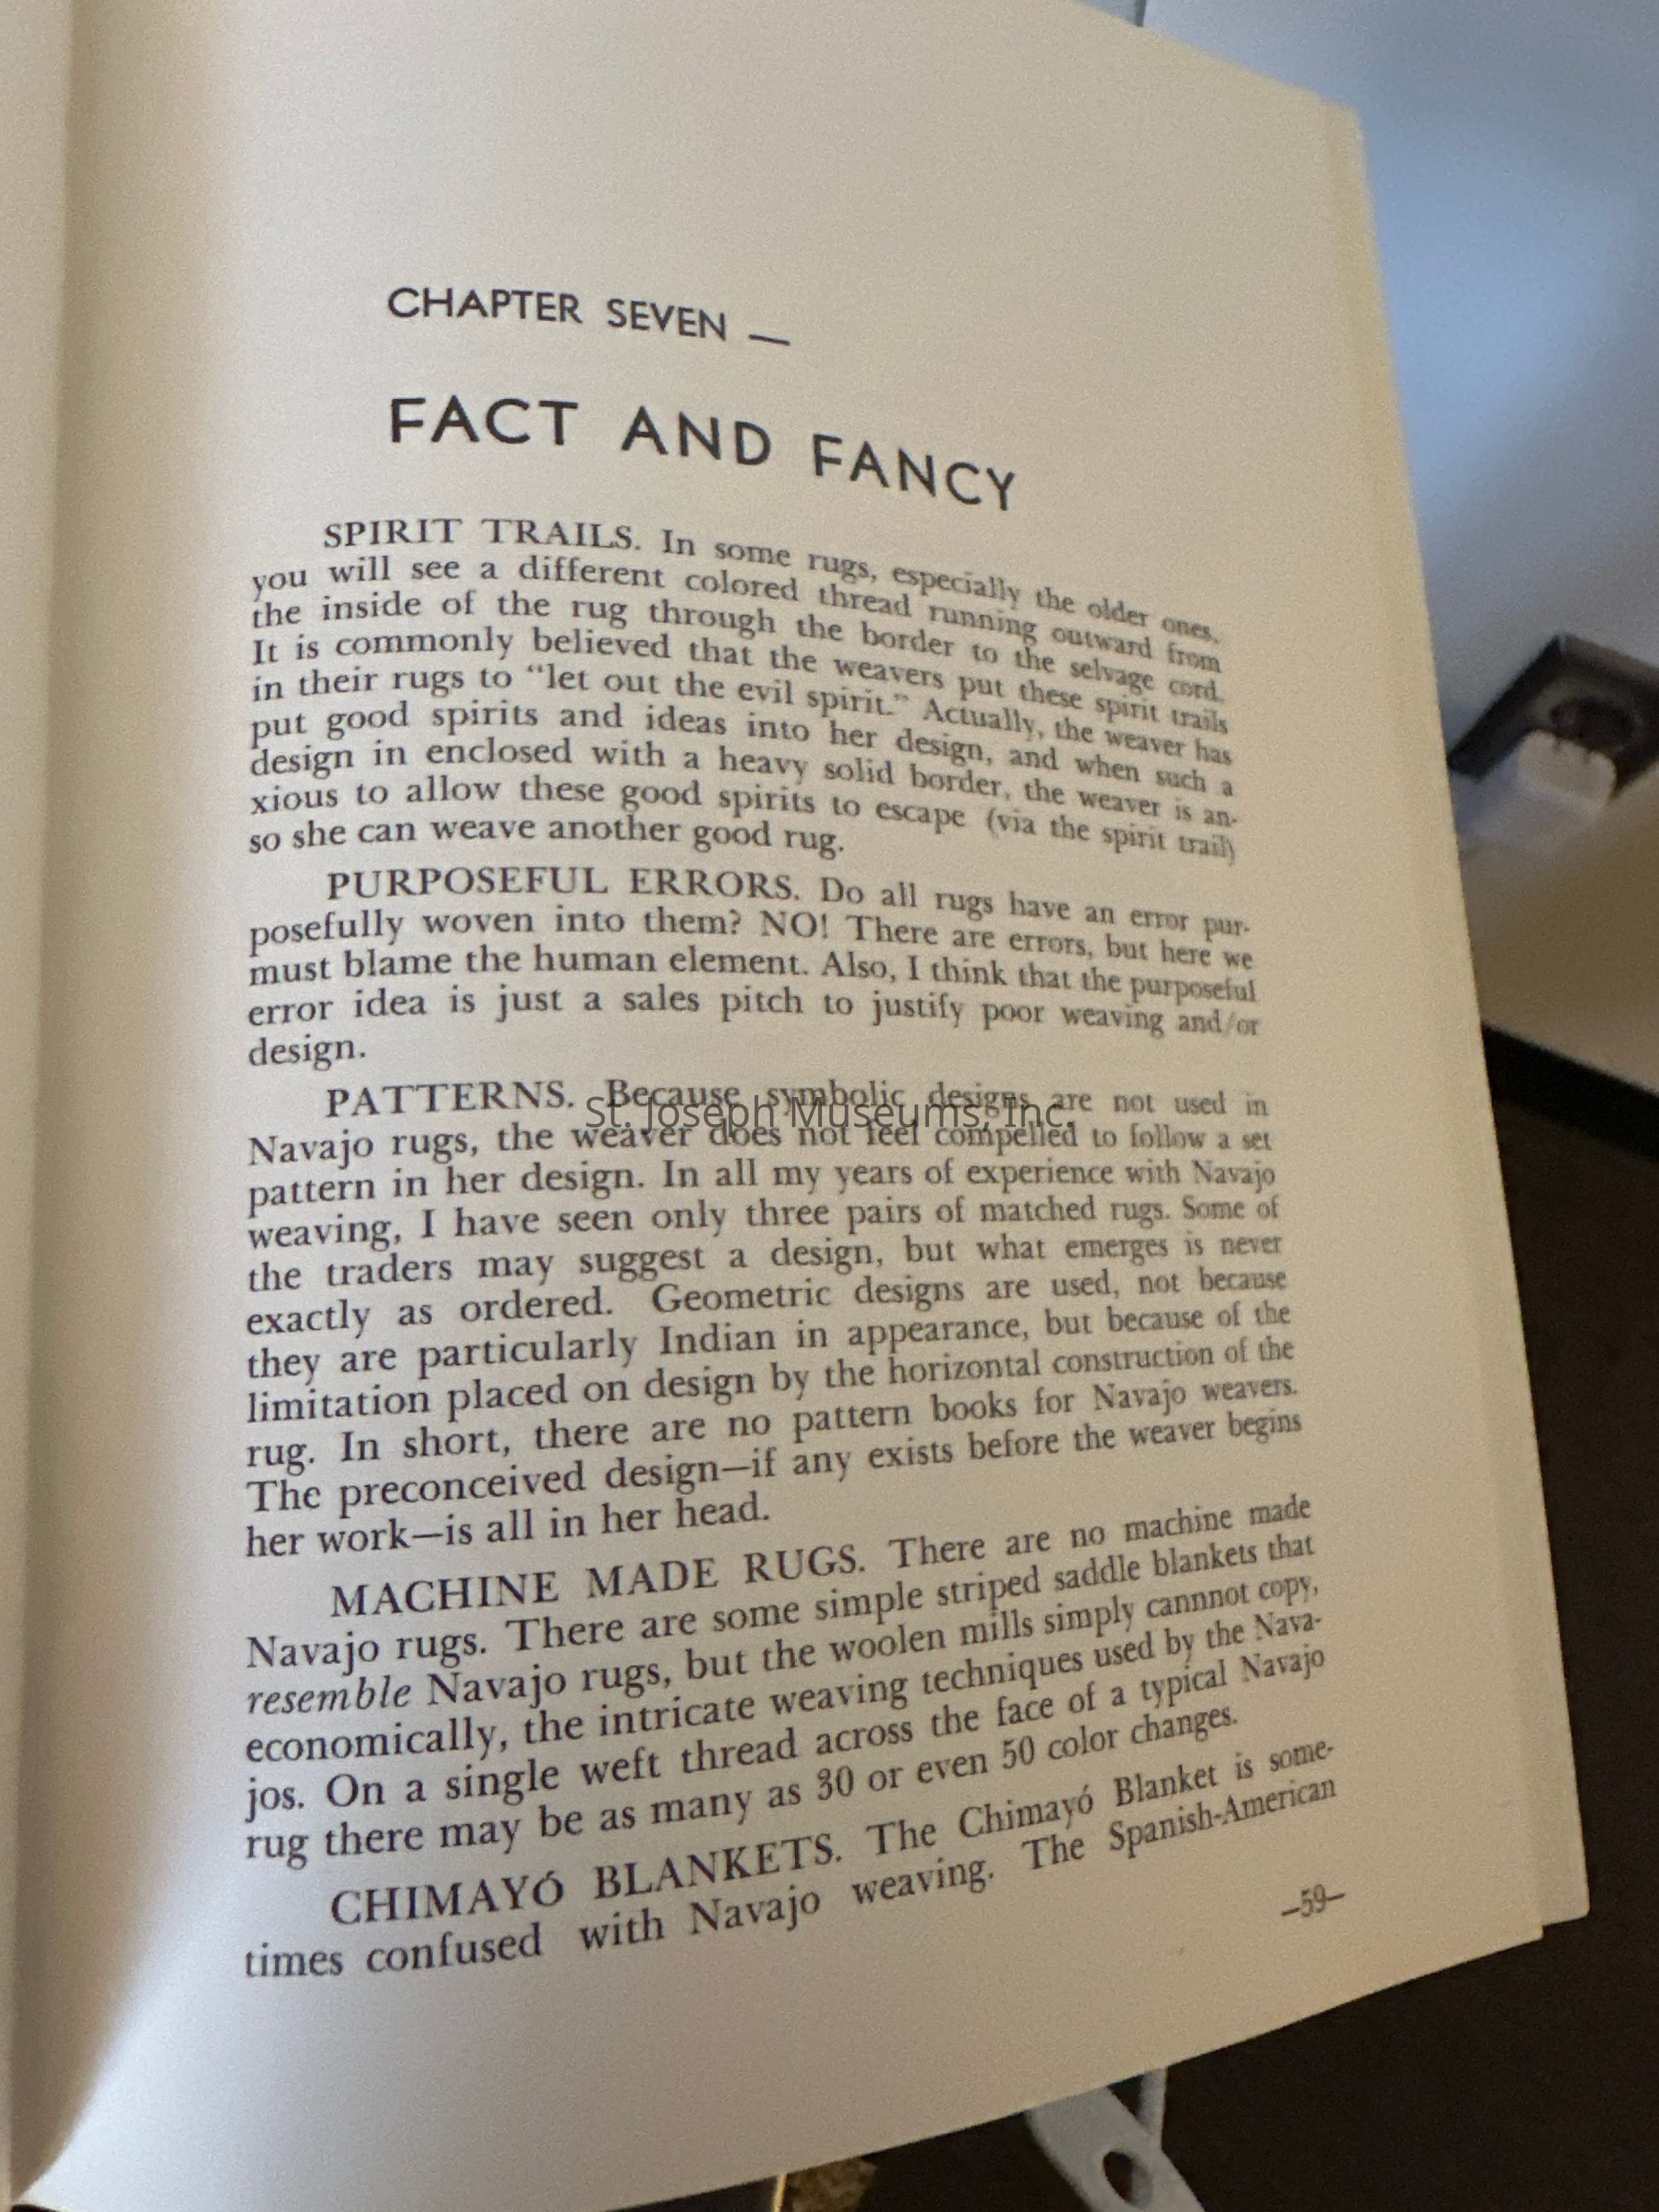 CHAPTER SEVEN —
FACT AND FANCY
SPIRIT TRAILS. In some rugs, especially the older ones,
you will see a different colored thread running outward from
the inside of the rug through the border to the selvage cord.
It is commonly believed that the weavers put these spirit trails
in their rugs to “let out the evil spirit.” Actually, the weaver has
put good spirits and ideas into her design, and when such a
design in enclosed with a heavy solid border, the weaver is an-
xious to allow these good spirits to escape (via the spirit trail)
so she can weave another good rug.
PURPOSEFUL ERRORS. Do all rugs have an error pur-
posefully woven into them? NO! There are errors, but here we
must blame the human element. Also, I think that the purposeful
error idea is just a sales pitch to justify poor weaving and/or
design.
PATTERNS. Because symbolic designs are not used in
St. Joseph Museums, Inc.
Navajo rugs, the weaver does not feel compelled to follow a set
pattern in her design. In all my years of experience with Navajo
weaving, I have seen only three pairs of matched rugs. Some of
the traders may suggest a design, but what emerges is never
exactly as ordered. Geometric designs are used, not because
they are particularly Indian in appearance, but because of the
limitation placed on design by the horizontal construction of the
rug. In short, there are no pattern books for Navajo weavers.
The preconceived design—if any exists before the weaver begins
her work—is all in her head.
MACHINE MADE RUGS. There are no machine made
Navajo rugs. There are some simple striped saddle blankets that
resemble Navajo rugs, but the woolen mills simply cannnot copy,
economically, the intricate weaving techniques used by the Nava-
jos. On a single weft thread across the face of a typical Navajo
rug there may be as many as 30 or even 50 color changes.
CHIMAYÓ BLANKETS. The Chimayó Blanket is some-
times confused with Navajo weaving. The Spanish-American
—59—